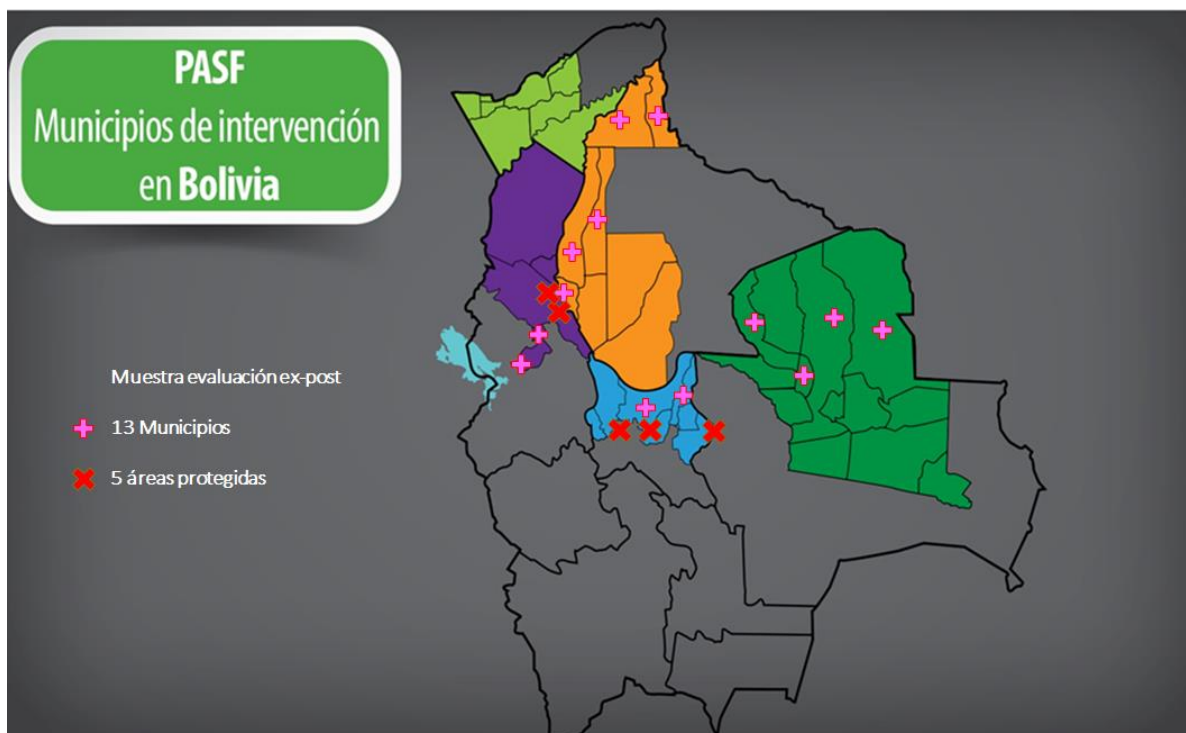 PASF
Municipios de intervención
en Bolivia
Muestra evaluación ex-post
13 Municipios
5 áreas protegidas